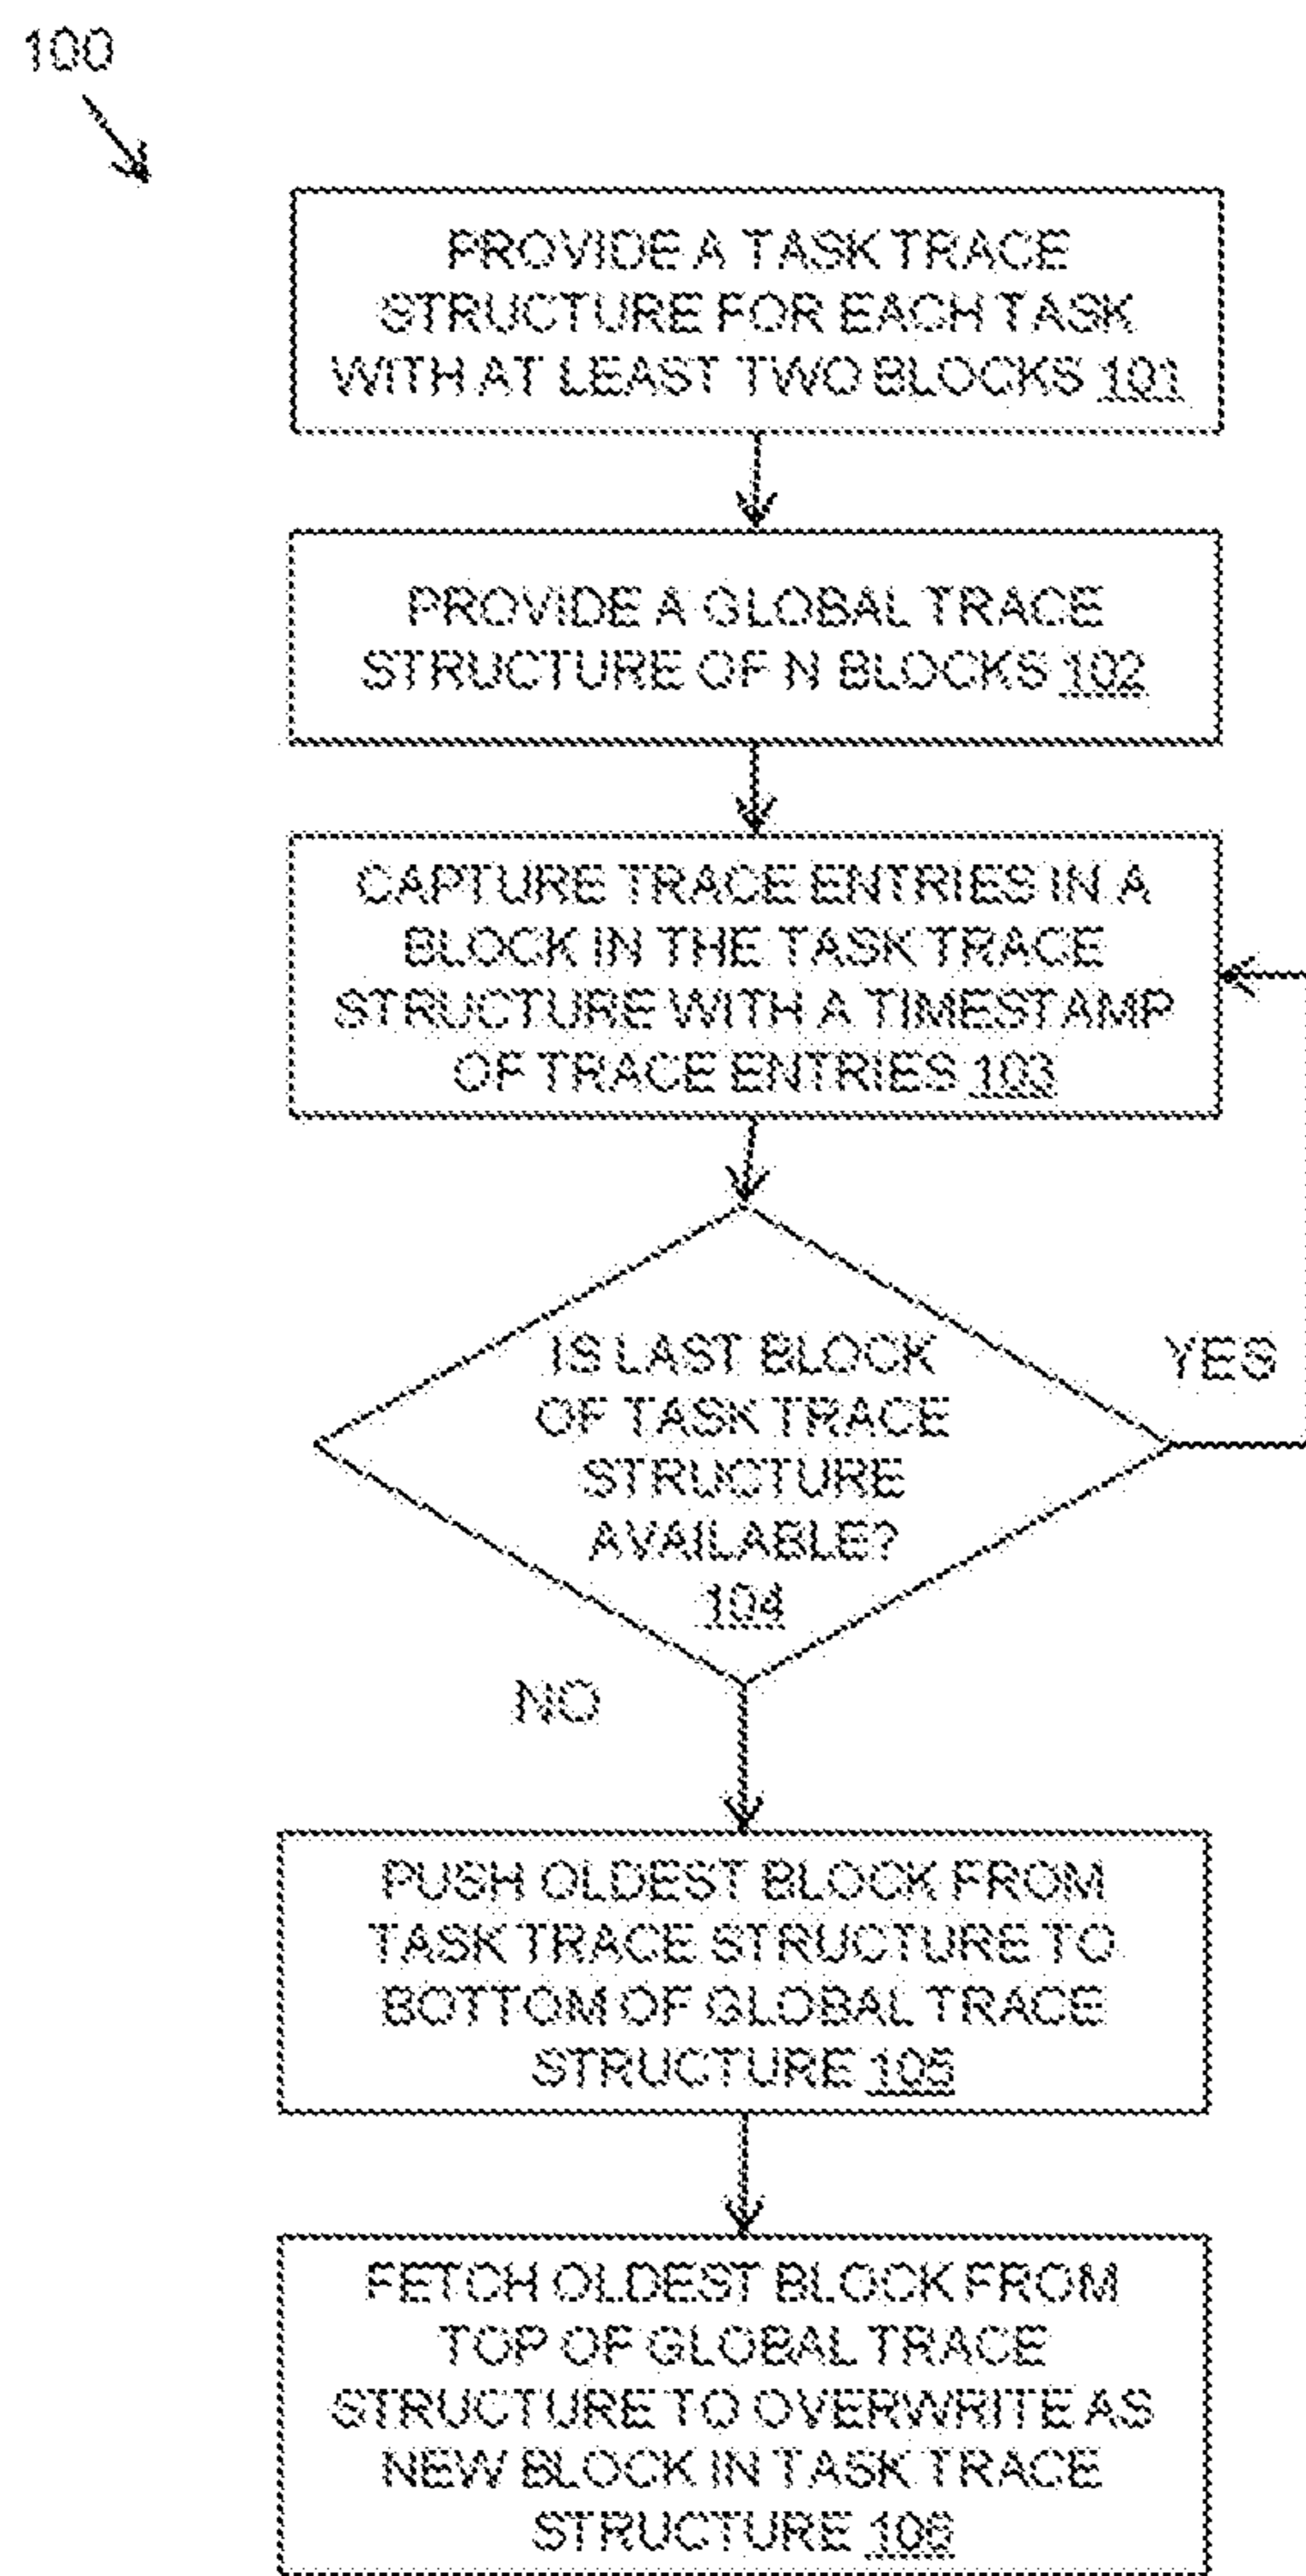 100
PROVIDE A TASK TRACE
STRUCTURE FOR EACH TASK
WITH AT LEAST TWO BLOCKS 101
PROVIDE A GLOBAL TRACE
STRUCTURE OF N BLOCKS 102
CAPTURE TRACE ENTRIES IN A
BLOCK IN THE TASK TRACE
STRUCTURE WITH A TIMESTAMP
OF TRACE ENTRIES 103
IS LAST BLOCK
OF TASK TRACE
STRUCTURE
AVAILABLE?
104
YES
NO
PUSH OLDEST BLOCK FROM
TASK TRACE STRUCTURE TO
BOTTOM OF GLOBAL TRACE
STRUCTURE 105
FETCH OLDEST BLOCK FROM
TOP OF GLOBAL TRACE
STRUCTURE TO OVERWRITE AS
NEW BLOCK IN TASK TRACE
STRUCTURE 106